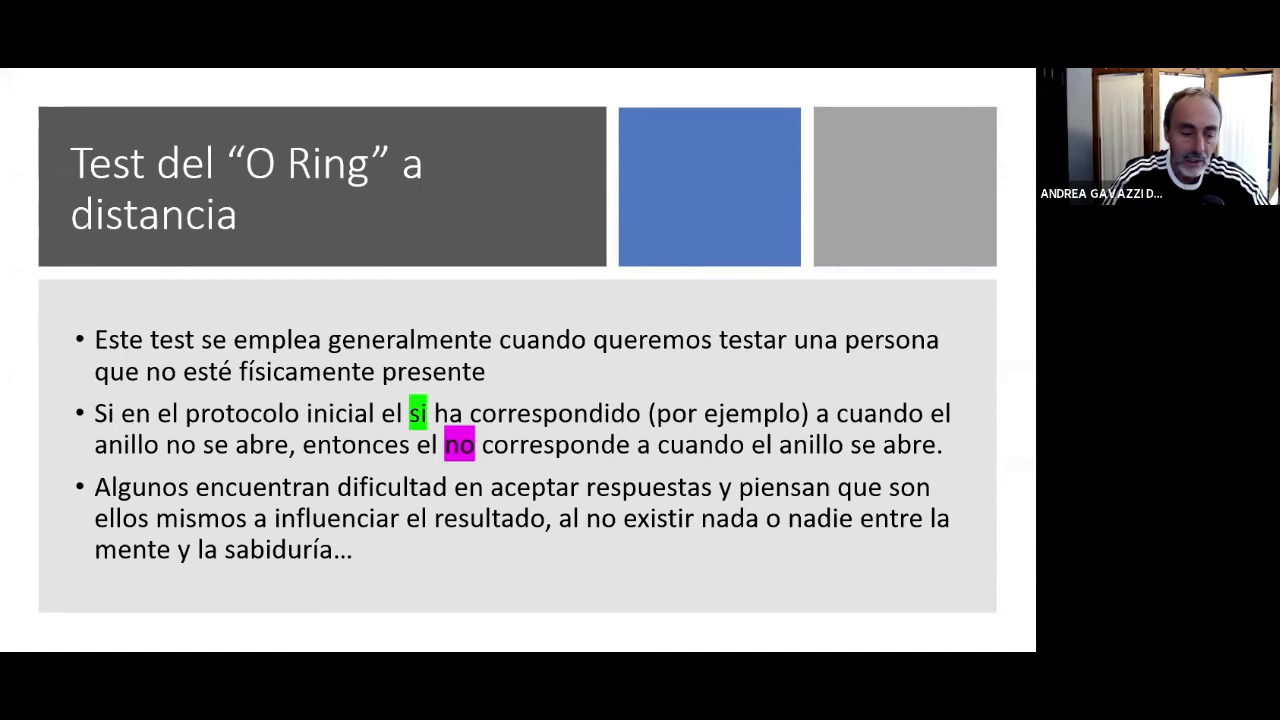 Test del “O Ring” a
distancia
ANDREA GAVAZZI D...
• Este test se emplea generalmente cuando queremos testar una persona
que no esté físicamente presente
• Si en el protocolo inicial el si ha correspondido (por ejemplo) a cuando el
anillo no se abre, entonces el no corresponde a cuando el anillo se abre.
• Algunos encuentran dificultad en aceptar respuestas y piensan que son
ellos mismos a influenciar el resultado, al no existir nada o nadie entre la
mente y la sabiduría...